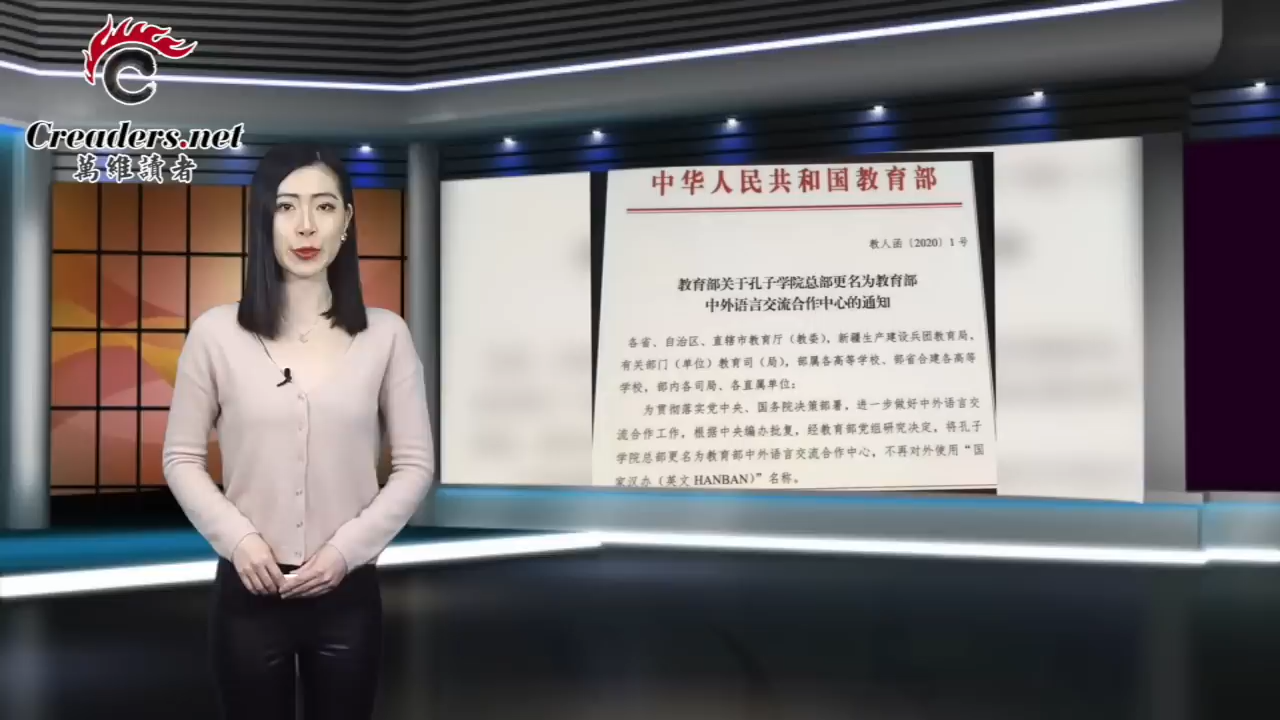 Creaders.net
萬維讀者
中华人民共和国教育部
教人函〔2020〕1号
教育部关于孔子学院总部更名为教育部
中外语言交流合作中心的通知
各省、自治区、直辖市教育厅（教委），新疆生产建设兵团教育局，
有关部门（单位）教育司（局），部属各高等学校、部省合建各高等
学校，部内各司局、各直属单位：
为贯彻落实党中央、国务院决策部署，进一步做好中外语言交
流合作工作，根据中央编办批复，经教育部党组研究决定，将孔子
学院总部更名为教育部中外语言交流合作中心，不再对外使用“国
家汉办（英文 HANBAN）”名称。